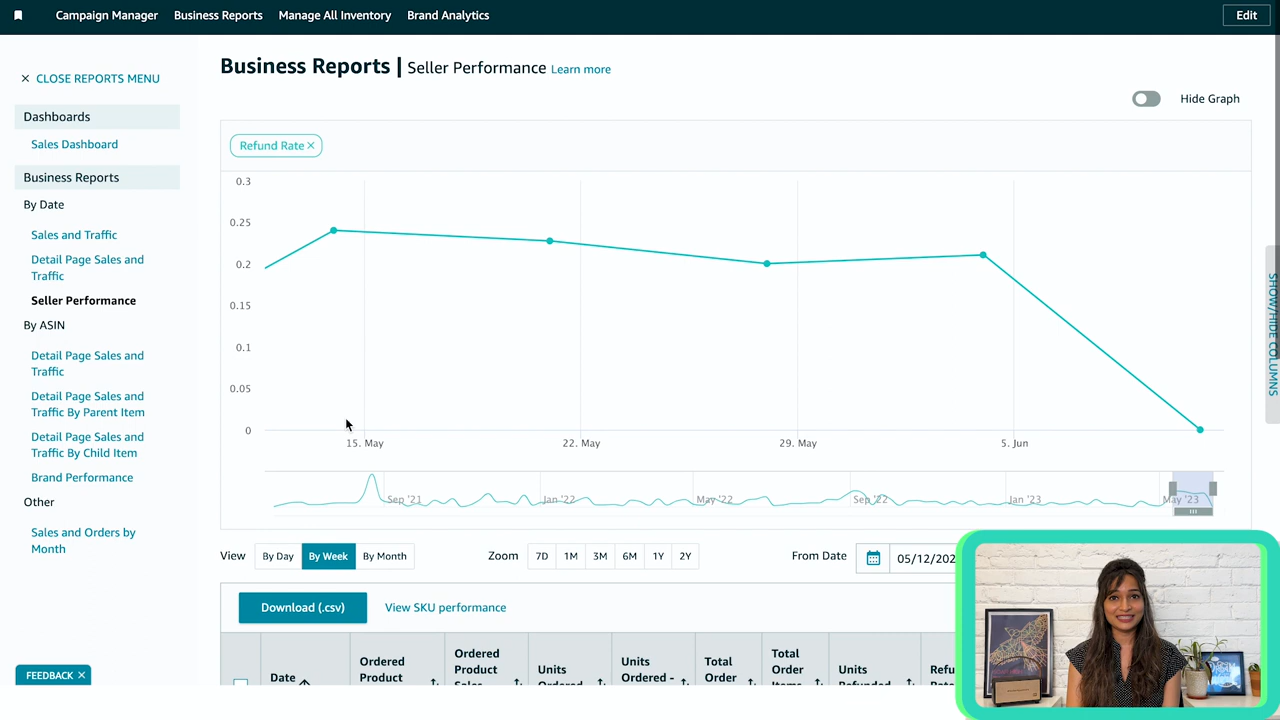 Campaign Manager
Business Reports
Manage All Inventory
Brand Analytics
Edit
CLOSE REPORTS MENU
Dashboards
Sales Dashboard
Business Reports
By Date
Sales and Traffic
Detail Page Sales and
Traffic
Seller Performance
By ASIN
Detail Page Sales and
Traffic
Detail Page Sales and
Traffic By Parent Item
Detail Page Sales and
Traffic By Child Item
Brand Performance
Other
Sales and Orders by
Month
FEEDBACK ×
Business Reports | Seller Performance Learn more
Hide Graph
Refund Rate ×
0.3
0.25
0.2
0.15
0.1
0.05
0
15. May
22. May
29. May
5. Jun
Sep '21
Jan '22
May '22
Sep '22
Jan '23
May '23
SHOW/HIDE COLUMNS
View
By Day
By Week
By Month
Zoom
7D
1M
3M
6M
1Y
2Y
From Date
05/12/202
Download (.csv)
View SKU performance
Date
Ordered
Product
Ordered
Product
Sales
Units
Ordered
Units
Ordered -
Total
Order
Total
Order
Items
Units
Refunded